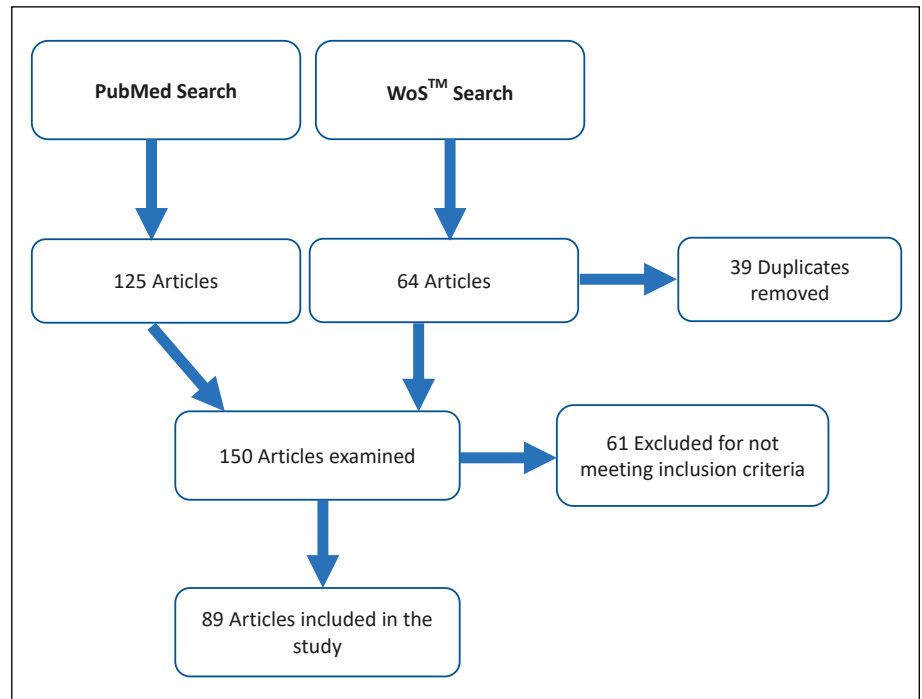 PubMed Search
WoS™ Search
125 Articles
64 Articles
39 Duplicates
removed
150 Articles examined
61 Excluded for not
meeting inclusion criteria
89 Articles included in the
study